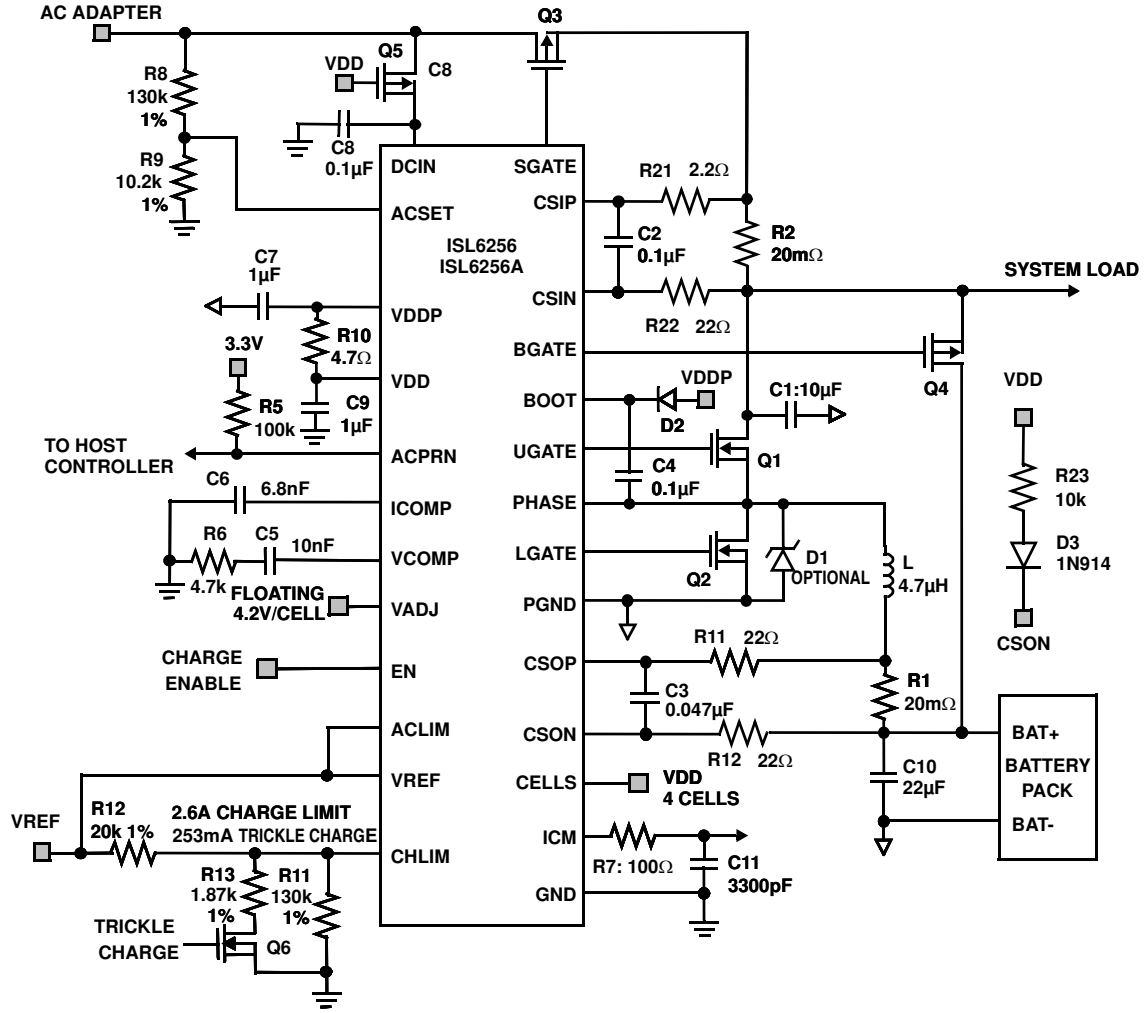 AC ADAPTER
Q3
Q5
VDD
C8
R8
130k
1%
C8
0.1µF
R9
10.2k
1%
DCIN
SGATE
ACSET
CSIP
R21 2.2Ω
ISL6256
ISL6256A
C2
0.1µF
R2
20mΩ
C7
1µF
CSIN
SYSTEM LOAD
VDDP
R22 22Ω
R10
4.7Ω
3.3V
BGATE
VDD
Q4
VDD
R5
100k
C9
1µF
BOOT
VDDP
D2
C1:10µF
TO HOST
CONTROLLER
ACPRN
UGATE
Q1
C4
0.1µF
R23
10k
C6 6.8nF
ICOMP
PHASE
R6
4.7k
C5
10nF
VCOMP
LGATE
Q2
D1
OPTIONAL
L
4.7µH
D3
1N914
FLOATING
4.2V/CELL
VADJ
PGND
CSON
CHARGE
ENABLE
EN
CSOP
R11 22Ω
C3
0.047µF
R1
20mΩ
ACLIM
CSON
R12 22Ω
BAT+
VREF
CELLS
VDD
4 CELLS
C10
22µF
BATTERY
PACK
BAT-
VREF
R12
20k 1%
2.6A CHARGE LIMIT
253mA TRICKLE CHARGE
CHLIM
ICM
R7: 100Ω
C11
3300pF
R13
1.87k
1%
R11
130k
1%
GND
TRICKLE
CHARGE
Q6